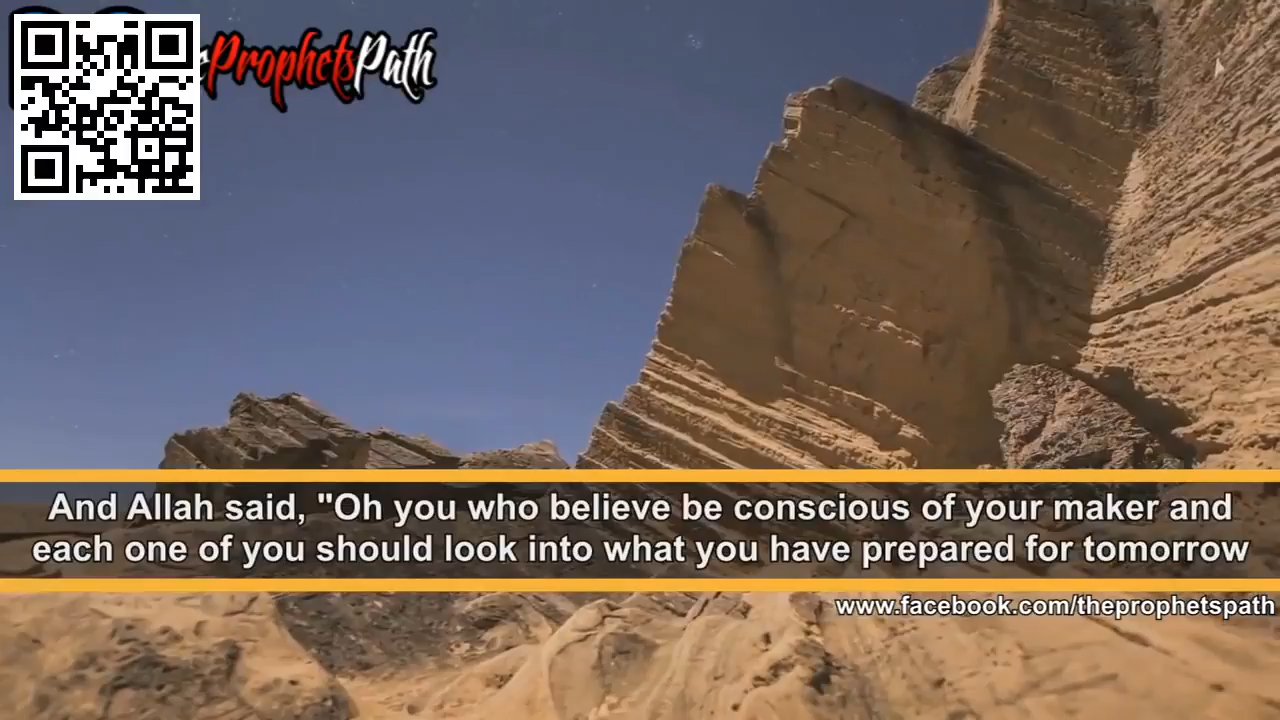 ProphetsPath
And Allah said, "Oh you who believe be conscious of your maker and
each one of you should look into what you have prepared for tomorrow
www.facebook.com/theprophetspath